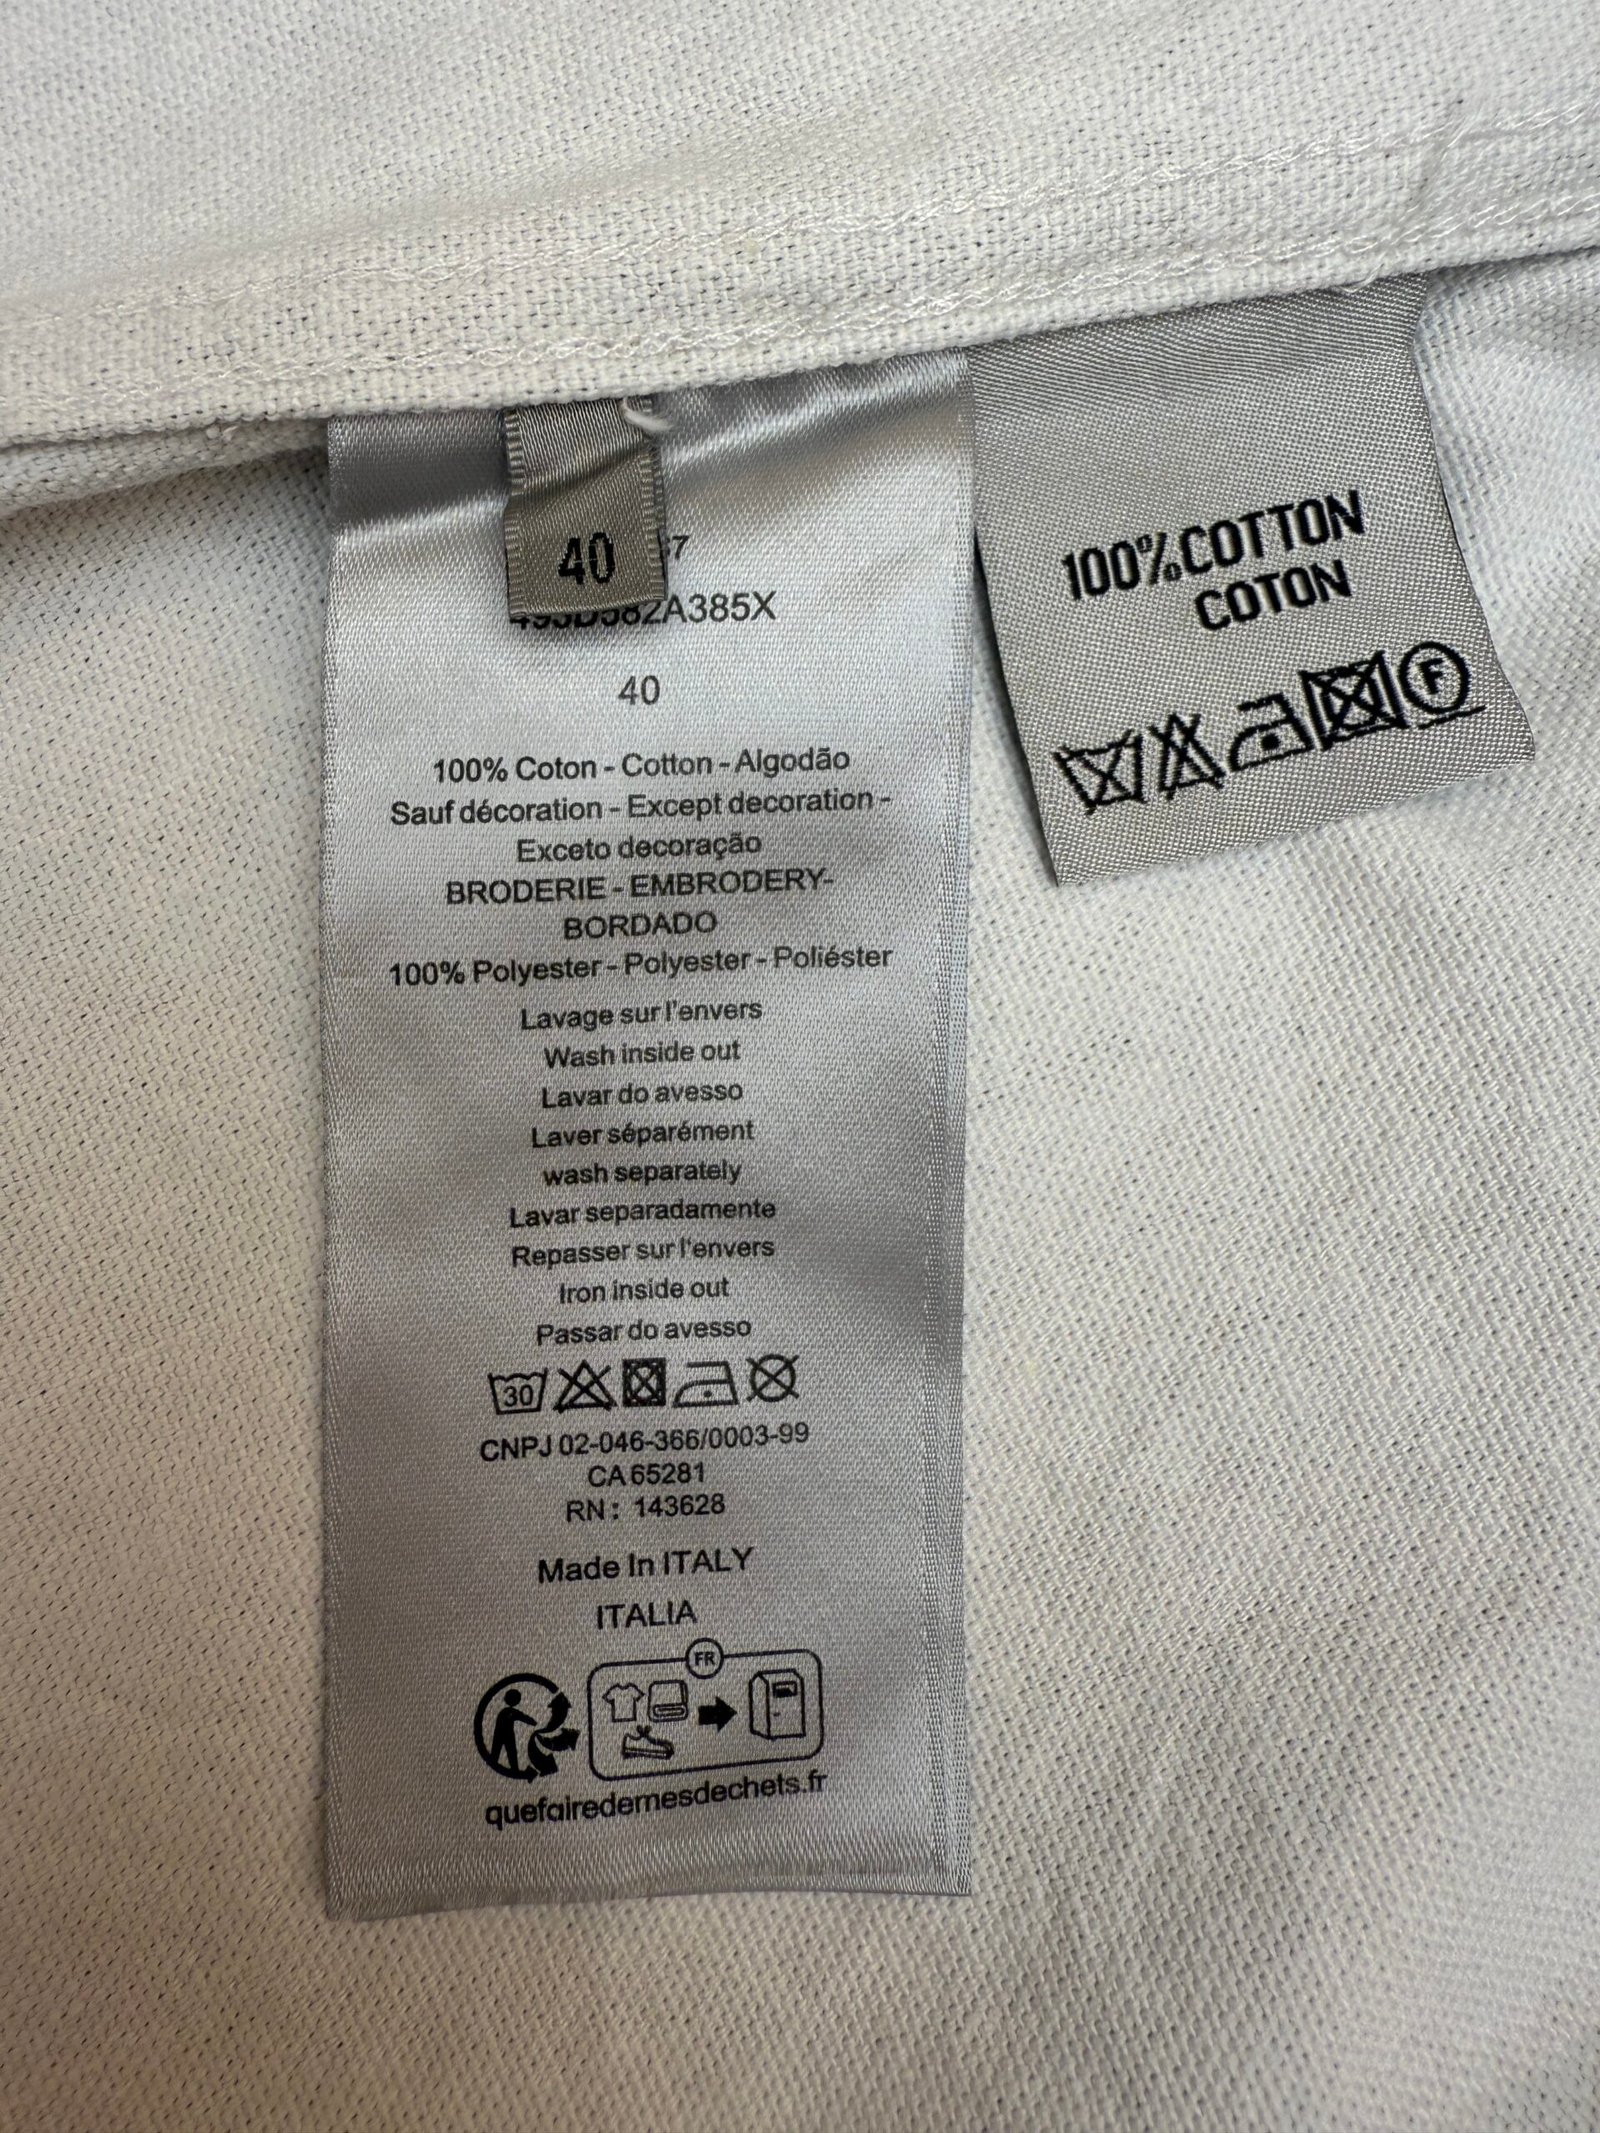 40
7
A385X
40
100% Coton - Cotton - Algodão
Sauf décoration - Except decoration -
Exceto decoração
BRODERIE - EMBRODERY-
BORDADO
100% Polyester - Polyester - Poliéster
Lavage sur l'envers
Wash inside out
Lavar do avesso
Laver séparément
wash separately
Lavar separadamente
Repasser sur l'envers
Iron inside out
Passar do avesso
30
CNPJ 02-046-366/0003-99
CA 65281
RN : 143628
Made In ITALY
ITALIA
FR
quefairedemesdechets.fr
100%COTTON
COTON
F